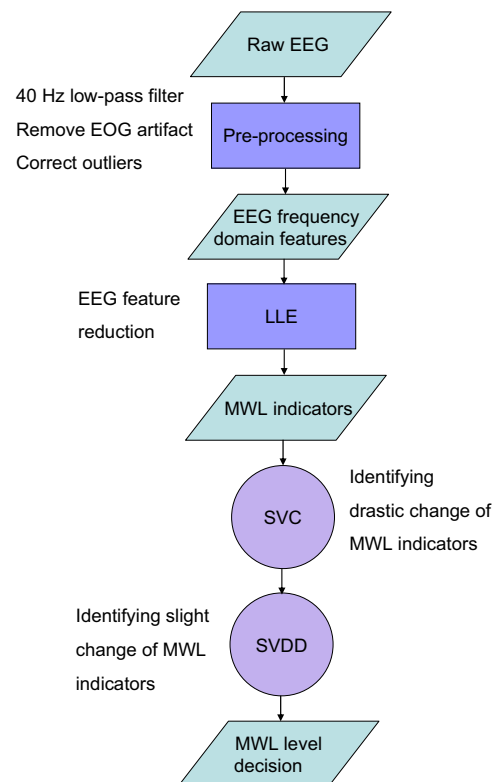 Raw EEG
40 Hz low-pass filter
Remove EOG artifact
Correct outliers
Pre-processing
EEG frequency
domain features
EEG feature
reduction
LLE
MWL indicators
Identifying
drastic change of
MWL indicators
SVC
Identifying slight
change of MWL
indicators
SVDD
MWL level
decision